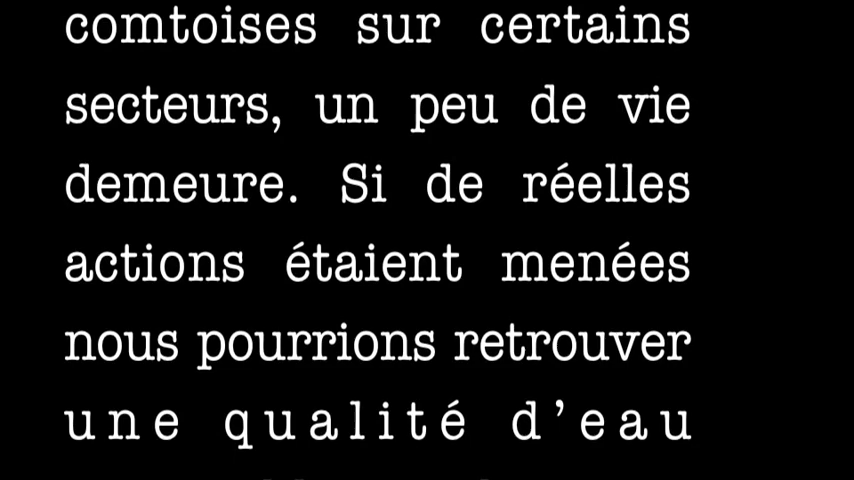 comtoises sur certains
secteurs, un peu de vie
demeure. Si de réelles
actions étaient menées
nous pourrions retrouver
une qualité d’eau